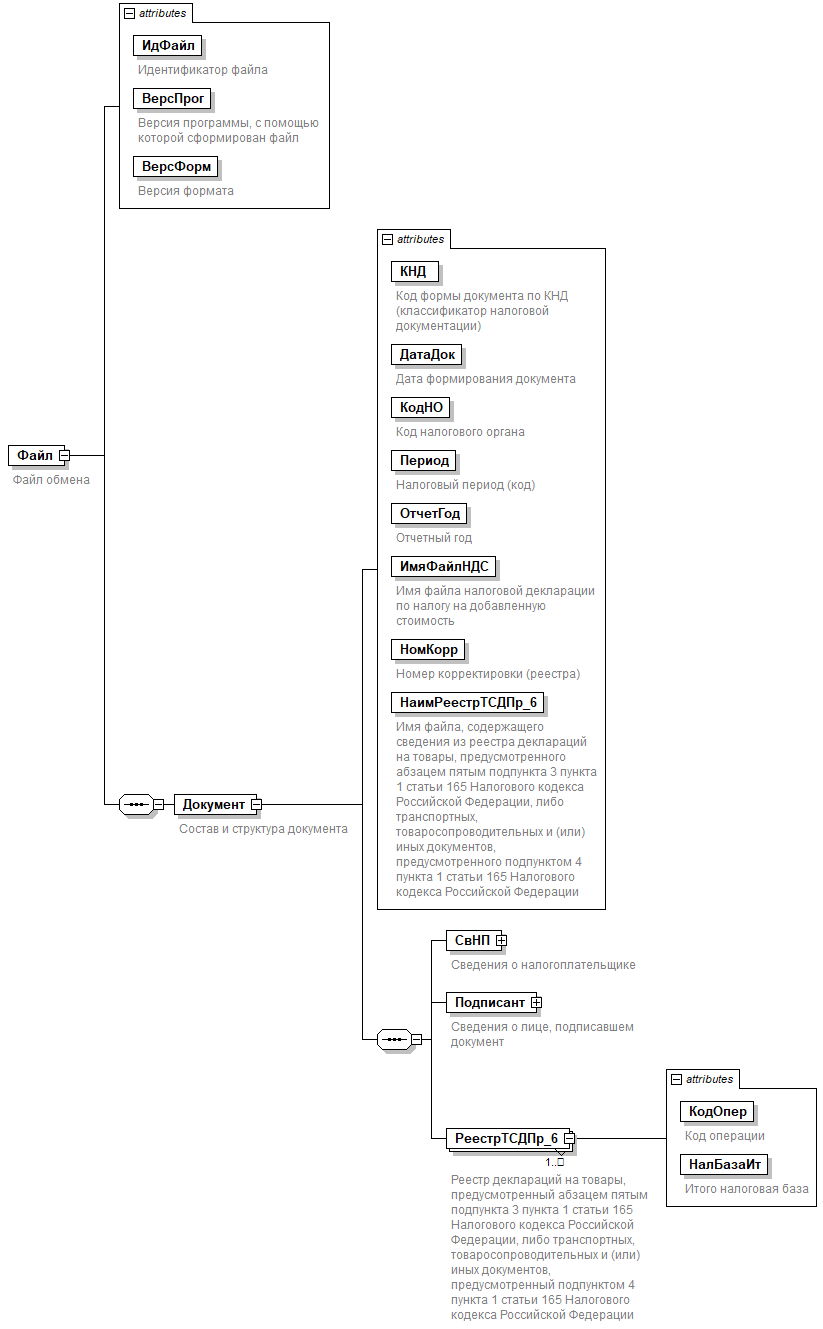 attributes
ИдФайл
Идентификатор файла
ВерсПрог
Версия программы, с помощью
которой сформирован файл
ВерсФорм
Версия формата
attributes
КНД
Код формы документа по КНД
(классификатор налоговой
документации)
ДатаДок
Дата формирования документа
КодНО
Код налогового органа
Период
Налоговый период (код)
ОтчетГод
Отчетный год
ИмяФайлНДС
Имя файла налоговой декларации
по налогу на добавленную
стоимость
НомКорр
Номер корректировки (реестра)
НаимРеестрТСДПр_6
Имя файла, содержащего
сведения из реестра деклараций
на товары, предусмотренного
абзацем пятым подпункта 3 пункта
1 статьи 165 Налогового кодекса
Российской Федерации, либо
транспортных,
товаросопроводительных и (или)
иных документов,
предусмотренного подпунктом 4
пункта 1 статьи 165 Налогового
кодекса Российской Федерации
Файл
Файл обмена
Документ
Состав и структура документа
СвНП
Сведения о налогоплательщике
Подписант
Сведения о лице, подписавшем
документ
РеестрТСДПр_6
1..
Реестр деклараций на товары,
предусмотренный абзацем пятым
подпункта 3 пункта 1 статьи 165
Налогового кодекса Российской
Федерации, либо транспортных,
товаросопроводительных и (или)
иных документов,
предусмотренный подпунктом 4
пункта 1 статьи 165 Налогового
кодекса Российской Федерации
attributes
КодОпер
Код операции
НалБазаИт
Итого налоговая база